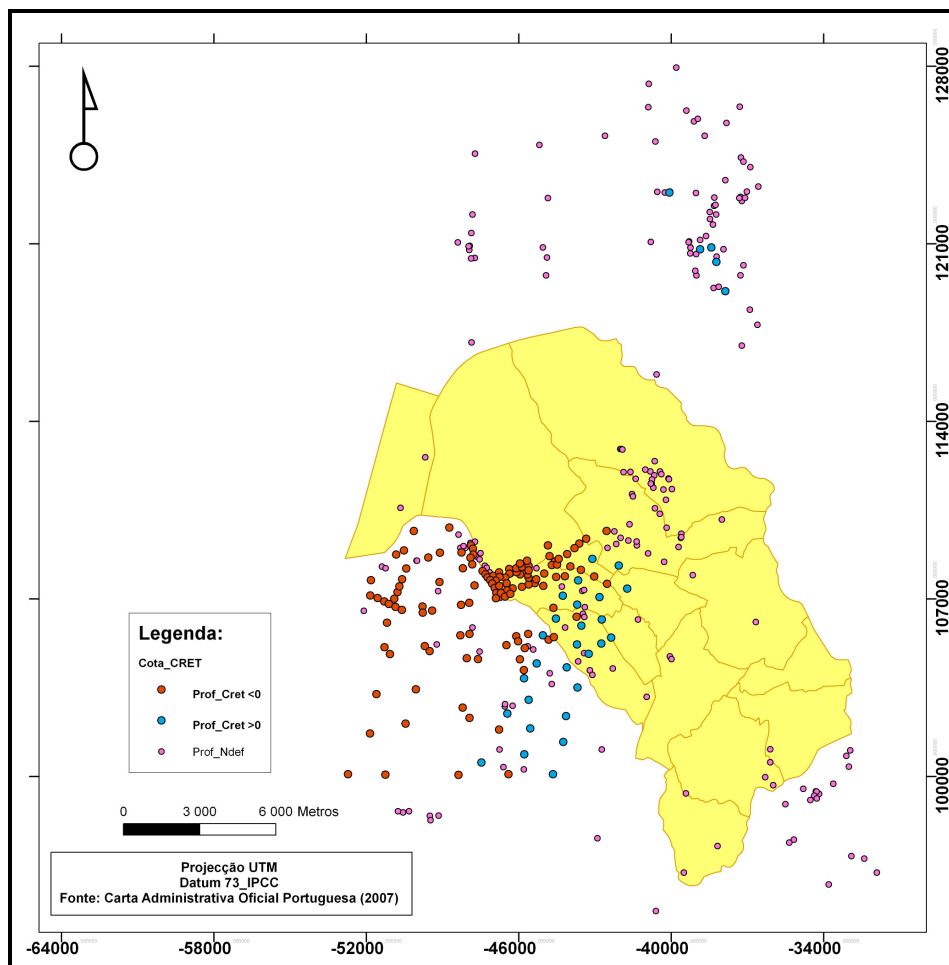 128000
121000
114000
107000
100000
Legenda:
Cota_CRET
Prof_Cret <0
Prof_Cret >0
Prof_Ndef
0 3 000 6 000 Metros
Projecção UTM
Datum 73_IPCC
Fonte: Carta Administrativa Oficial Portuguesa (2007)
-64000 -58000 -52000 -46000 -40000 -34000